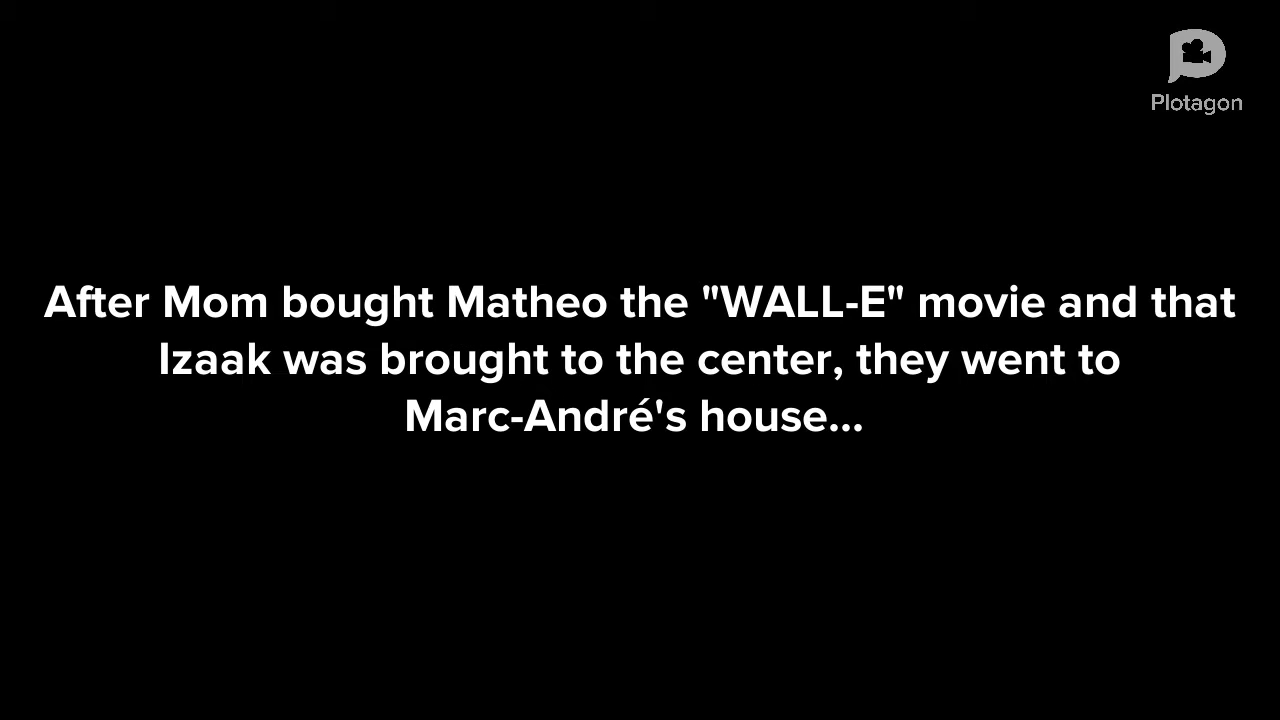 Plotagon
After Mom bought Matheo the "WALL-E" movie and that
Izaak was brought to the center, they went to
Marc-André's house...